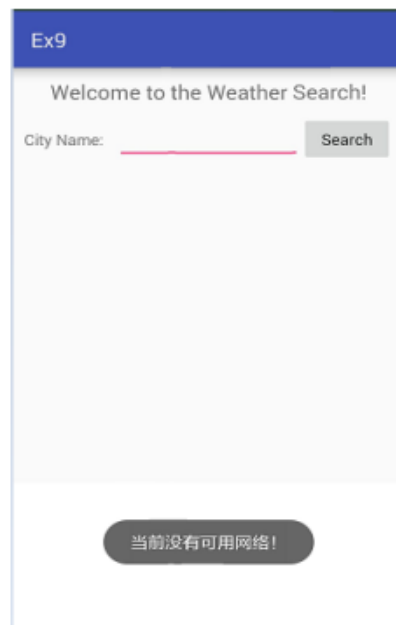 Ex9
Welcome to the Weather Search!
City Name: Search
当前没有可用网络！